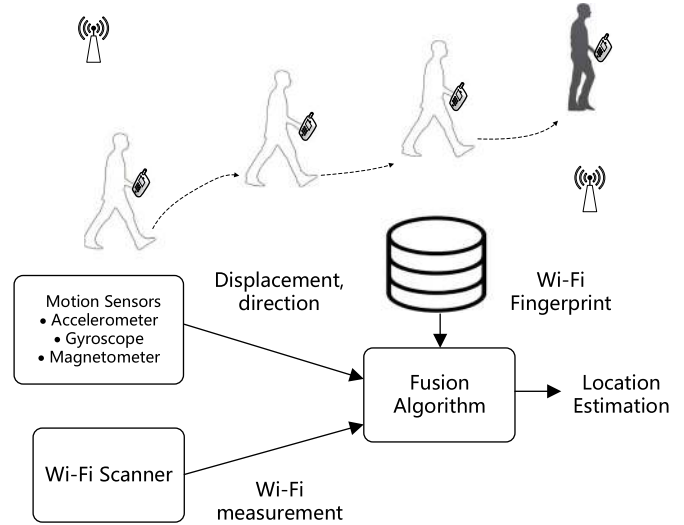 Displacement,
direction
Wi-Fi
Fingerprint
Motion Sensors
• Accelerometer
• Gyroscope
• Magnetometer
Fusion
Algorithm
Location
Estimation
Wi-Fi Scanner
Wi-Fi
measurement